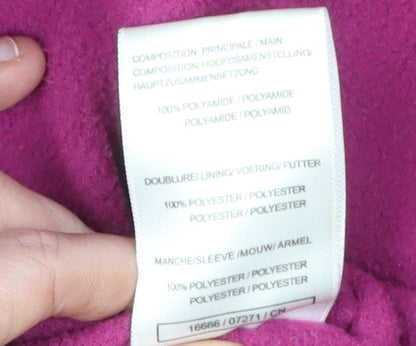 COMPOSITION PRINCIPALE / MAIN
COMPOSITION/ HOOFDSAMENSTELLING/
HAUPTZUSAMMENSETZUNG
100% POLYAMIDE / POLYAMIDE
POLYAMIDE / POLYAMID
DOUBLURE/ LINING/ VOERING/ FUTTER
100% POLYESTER / POLYESTER
POLYESTER / POLYESTER
MANCHE/SLEEVE /MOUW/ ÄRMEL
100% POLYESTER / POLYESTER
POLYESTER / POLYESTER
16666 / 07271 / CN